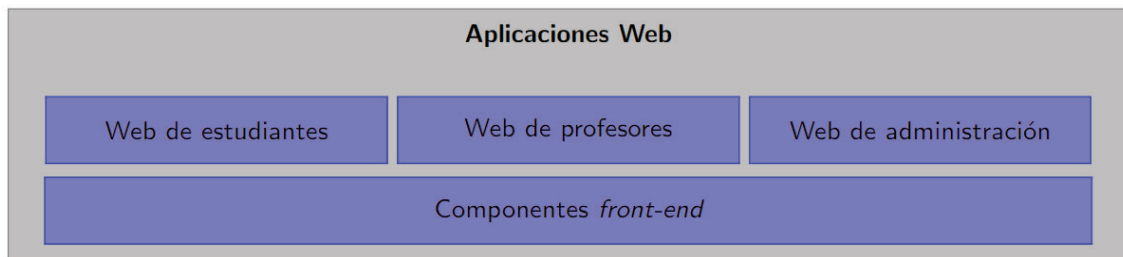 Aplicaciones Web
Web de estudiantes
Web de profesores
Web de administración
Componentes front-end